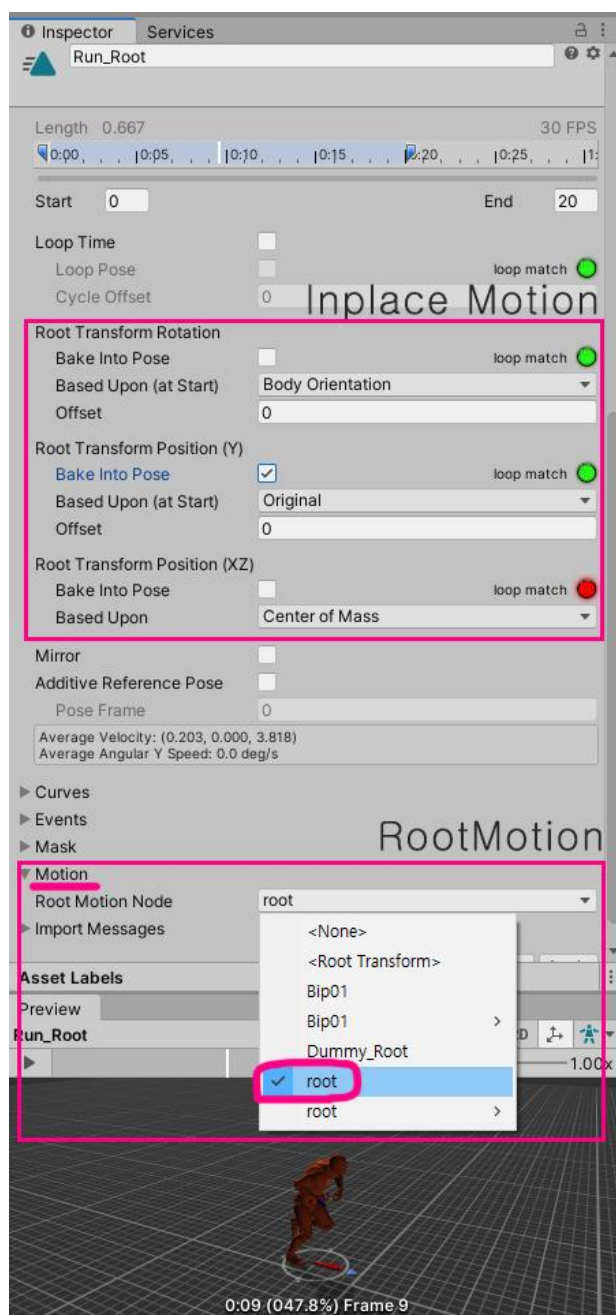 Inspector Services
Run_Root
Length 0.667 30 FPS
0:00 0:05 0:10 0:15 0:20 0:25 1:
Start 0 End 20
Loop Time
Loop Pose loop match
Cycle Offset 0
Inplace Motion
Root Transform Rotation
Bake Into Pose loop match
Based Upon (at Start) Body Orientation
Offset 0
Root Transform Position (Y)
Bake Into Pose loop match
Based Upon (at Start) Original
Offset 0
Root Transform Position (XZ)
Bake Into Pose loop match
Based Upon Center of Mass
Mirror
Additive Reference Pose
Pose Frame 0
Average Velocity: (0.203, 0.000, 3.818)
Average Angular Y Speed: 0.0 deg/s
Curves
Events
Mask
RootMotion
Motion
Root Motion Node root
Import Messages
<None>
<Root Transform>
Bip01
Bip01
Dummy_Root
root
root
Asset Labels
Preview
Run_Root
1.00x
0:09 (047.8%) Frame 9